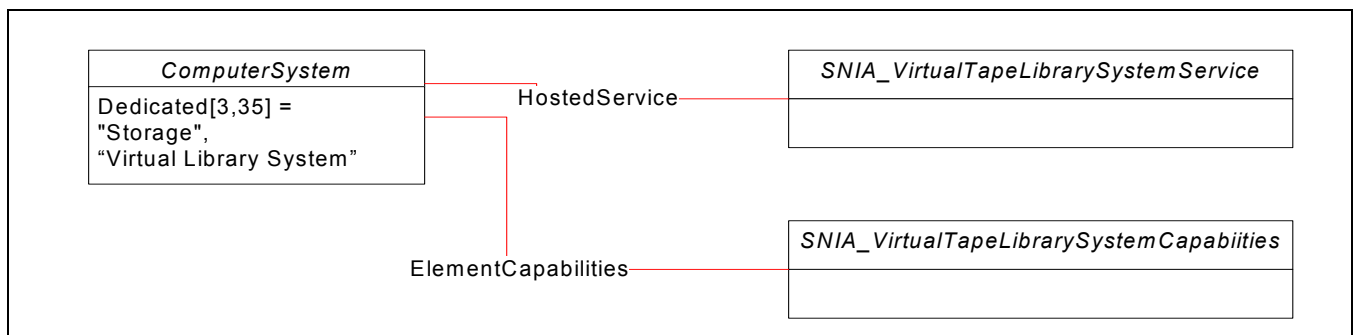 ComputerSystem
Dedicated[3,35] =
"Storage",
“Virtual Library System”
HostedService
SNIA_VirtualTapeLibrarySystemService
ElementCapabilities
SNIA_VirtualTapeLibrarySystemCapabiities